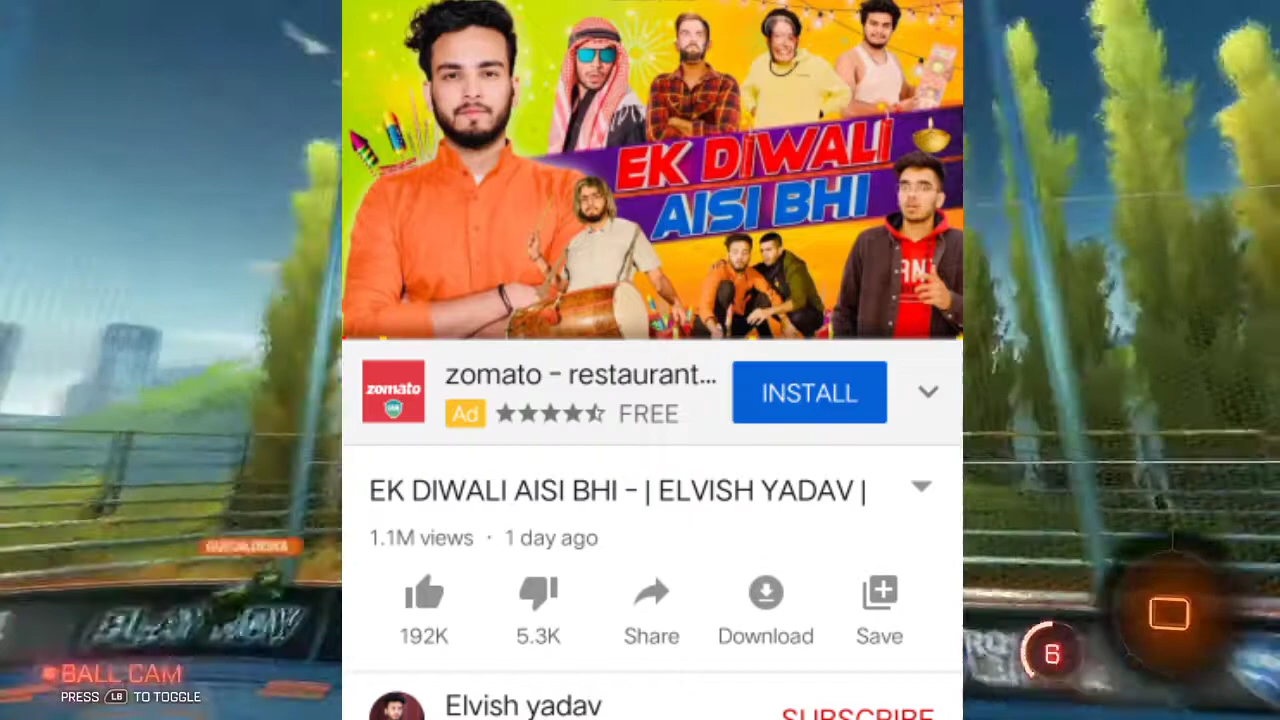 EK DIWALI
AISI BHI
zomato
zomato - restaurant...
INSTALL
Ad
FREE
EK DIWALI AISI BHI - | ELVISH YADAV |
1.1M views · 1 day ago
192K
5.3K
Share
Download
Save
Elvish yadav
SUBSCRIBE
BALL CAM
PRESS LB TO TOGGLE
6